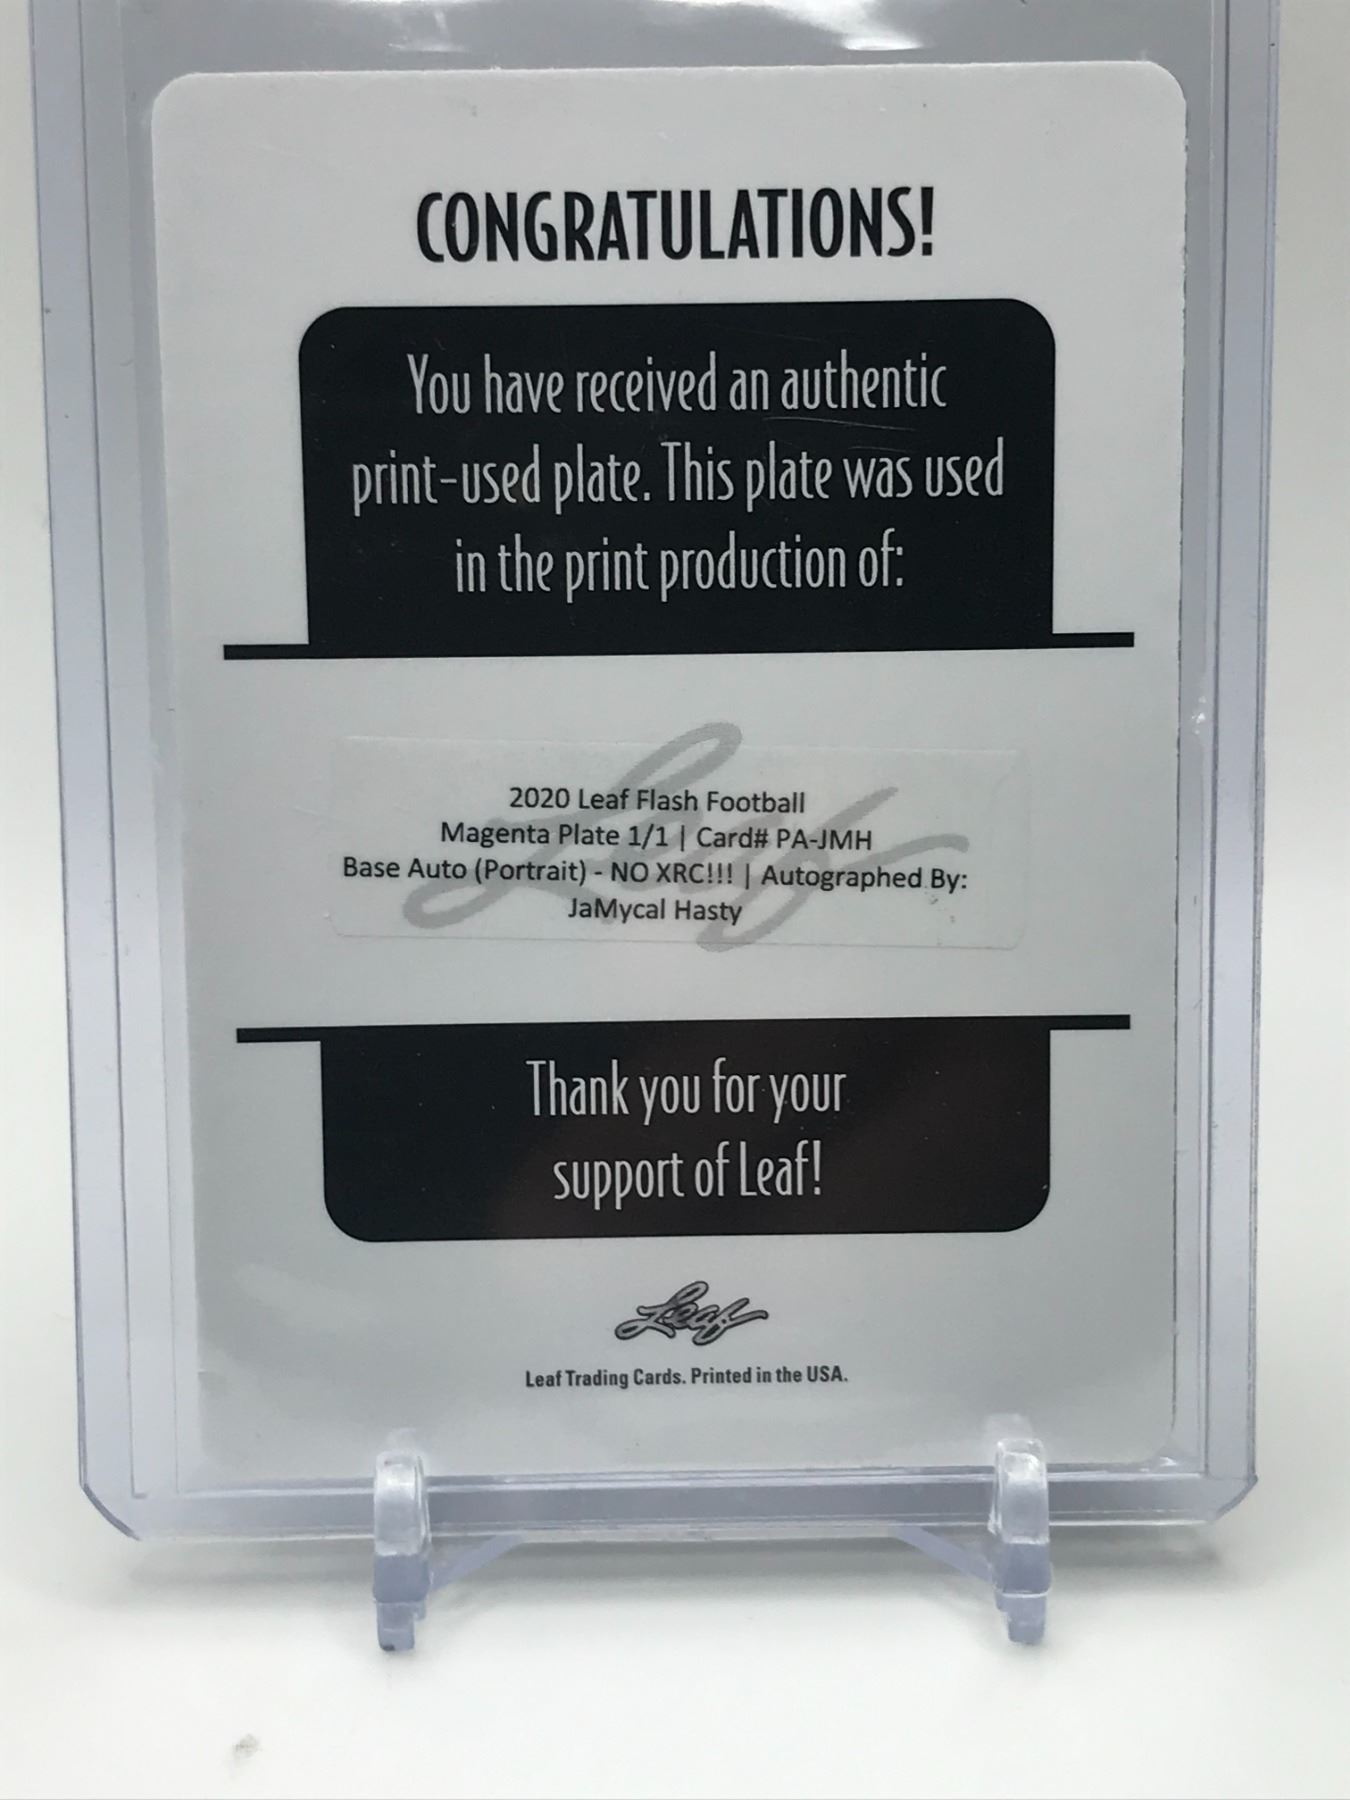 CONGRATULATIONS!
You have received an authentic
print-used plate. This plate was used
in the print production of:
Leaf
2020 Leaf Flash Football
Magenta Plate 1/1 | Card# PA-JMH
Base Auto (Portrait) - NO XRC!!! | Autographed By:
JaMycal Hasty
Thank you for your
support of Leaf!
Leaf
Leaf Trading Cards. Printed in the USA.